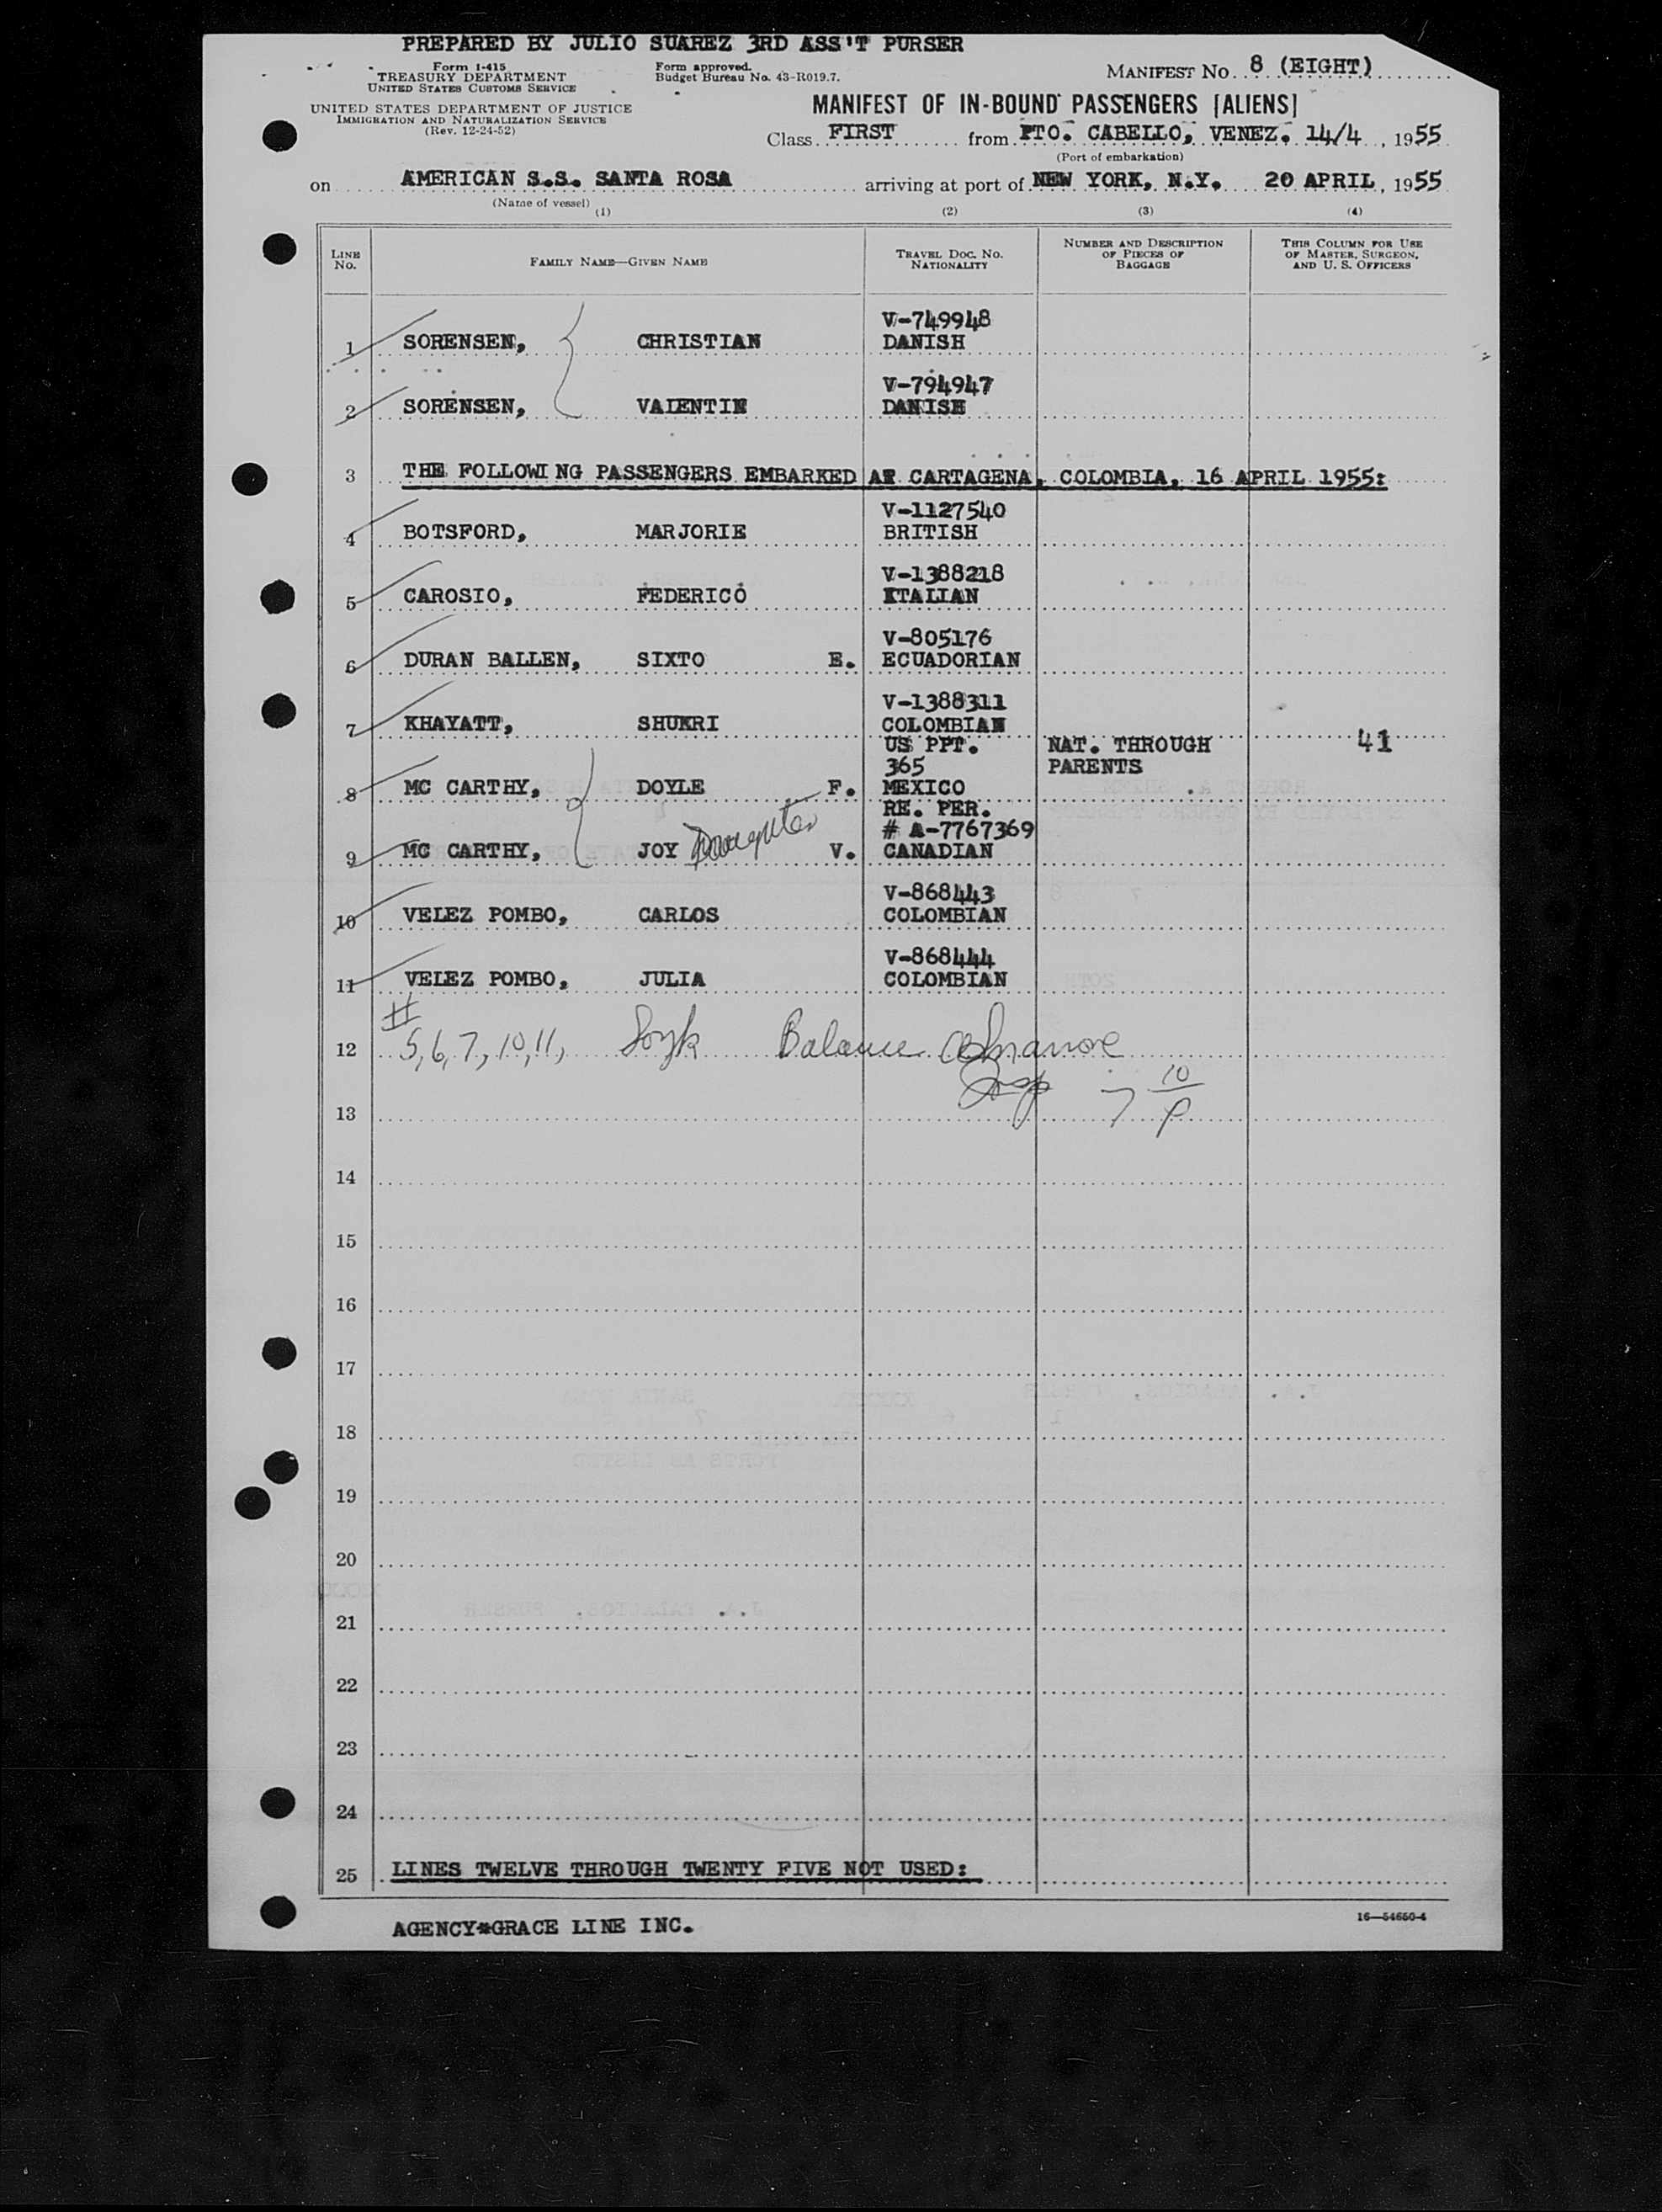 PREPARED BY JULIO SUAREZ 3RD ASS'T PURSER
Form I-415
TREASURY DEPARTMENT
UNITED STATES CUSTOMS SERVICE
Form approved.
Budget Bureau No. 43-R019.7.
MANIFEST NO. 8 (EIGHT)
UNITED STATES DEPARTMENT OF JUSTICE
IMMIGRATION AND NATURALIZATION SERVICE
(Rev. 12-24-52)
MANIFEST OF IN-BOUND PASSENGERS [ALIENS]
Class FIRST from PTO. CABELLO, VENEZ. 14/4, 1955
(Port of embarkation)
on AMERICAN S.S. SANTA ROSA arriving at port of NEW YORK, N.Y. 20 APRIL, 1955
(Name of vessel)
(1) (2) (3) (4)
LINE NO. FAMILY NAME—GIVEN NAME TRAVEL DOC. NO. NATIONALITY NUMBER AND DESCRIPTION OF PIECES OF BAGGAGE THIS COLUMN FOR USE OF MASTER, SURGEON, AND U. S. OFFICERS
V-749948
1 SORENSEN, CHRISTIAN DANISH
V-794947
2 SORENSEN, VALENTIN DANISH
3 THE FOLLOWING PASSENGERS EMBARKED AT CARTAGENA, COLOMBIA, 16 APRIL 1955:
V-1127540
4 BOTSFORD, MARJORIE BRITISH
V-1388218
5 CAROSIO, FEDERICO ITALIAN
V-805176
6 DURAN BALLEN, SIXTO E. ECUADORIAN
V-1388311
7 KHAYATT, SHUKRI COLOMBIAN
US PPT. NAT. THROUGH 41
365 PARENTS
8 MC CARTHY, DOYLE F. MEXICO
RE. PER.
# A-7767369
9 MC CARTHY, JOY Daughter V. CANADIAN
V-868443
10 VELEZ POMBO, CARLOS COLOMBIAN
V-868444
11 VELEZ POMBO, JULIA COLOMBIAN
#
12 5, 6, 7, 10, 11, Balance
Insp 10
13
14
15
16
17
18
19
20
21
22
23
24
25 LINES TWELVE THROUGH TWENTY FIVE NOT USED:
AGENCY*GRACE LINE INC.
16—54650-4